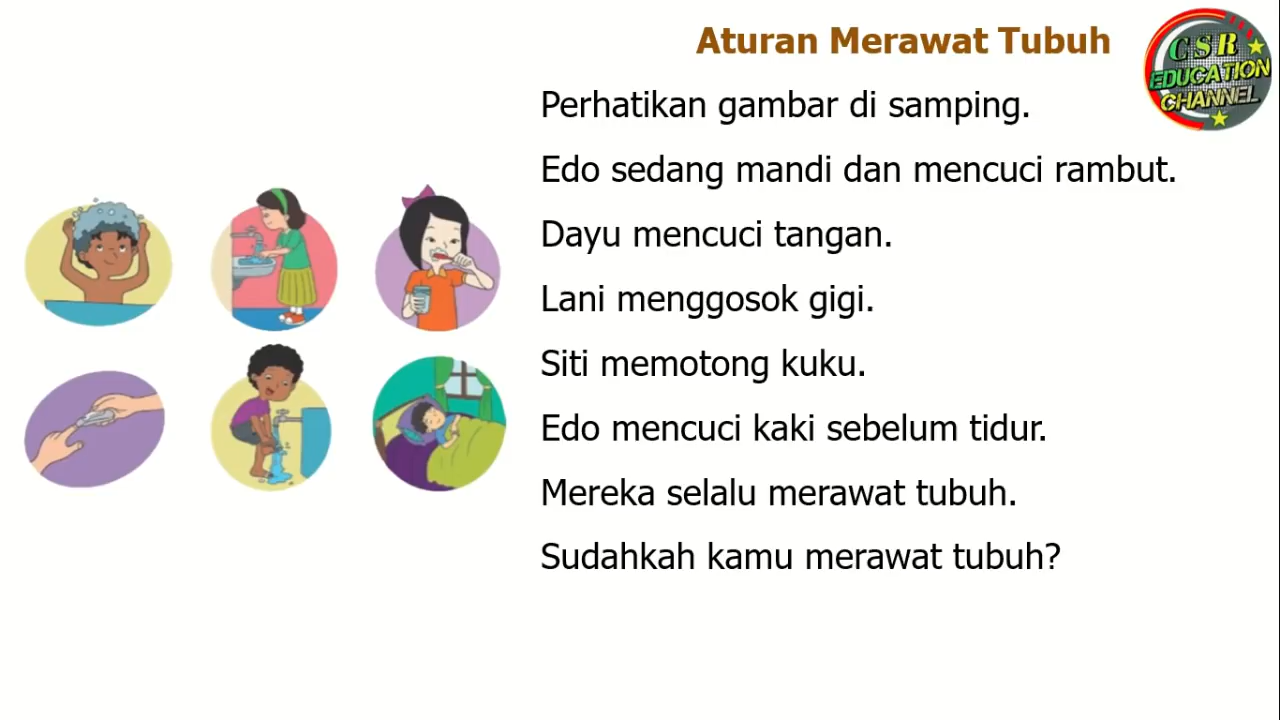 Aturan Merawat Tubuh
CSR
EDUCATION
CHANNEL
Perhatikan gambar di samping.
Edo sedang mandi dan mencuci rambut.
Dayu mencuci tangan.
Lani menggosok gigi.
Siti memotong kuku.
Edo mencuci kaki sebelum tidur.
Mereka selalu merawat tubuh.
Sudahkah kamu merawat tubuh?